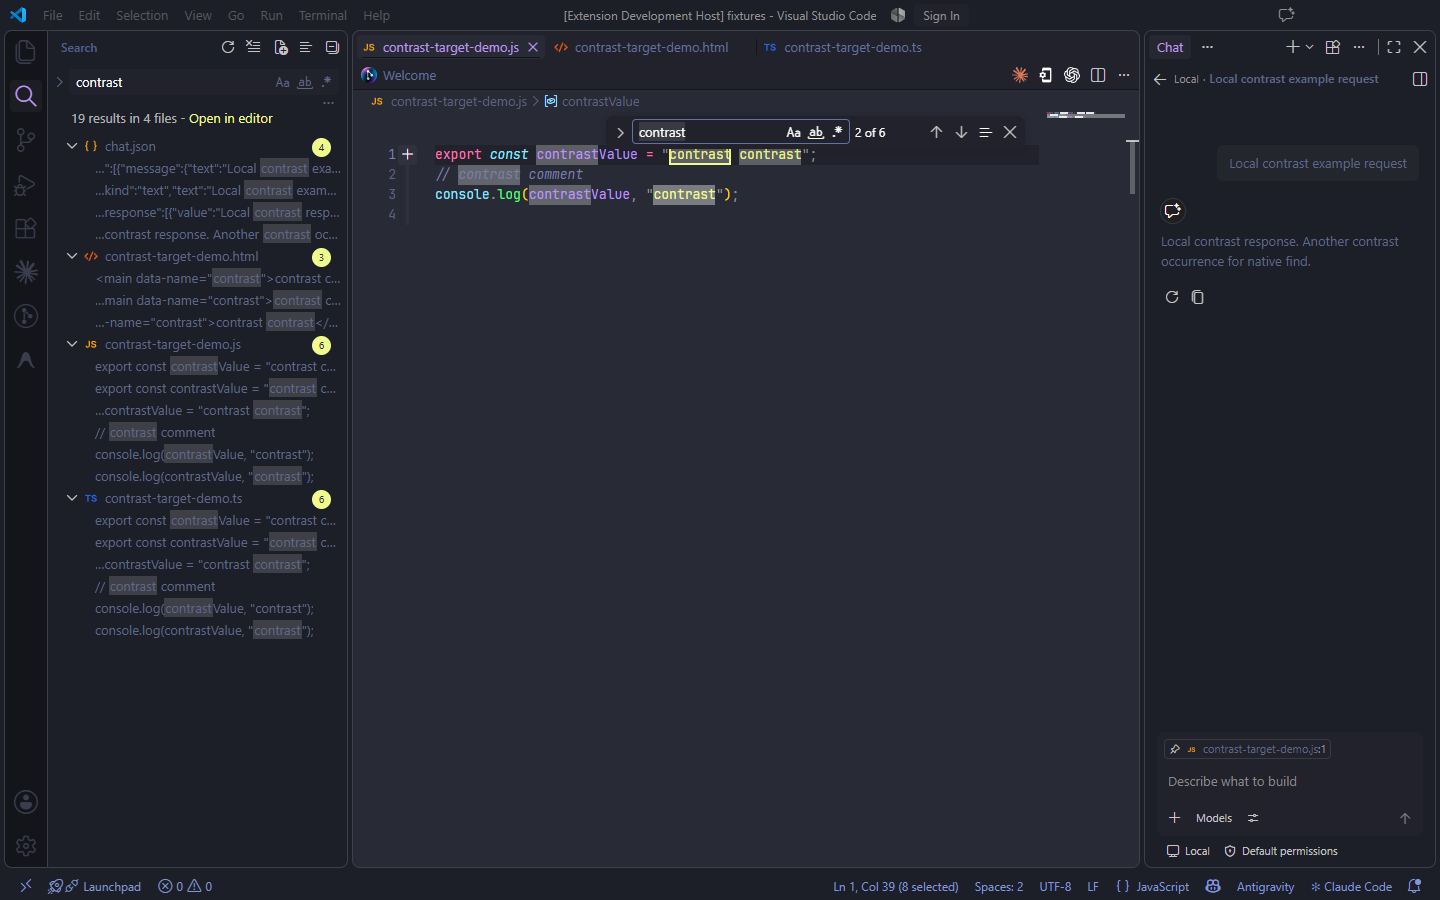 File Edit Selection View Go Run Terminal Help
[Extension Development Host] fixtures - Visual Studio Code
Sign In
Search
contrast
Aa ab .*
19 results in 4 files - Open in editor
{ } chat.json 4
...":[{"message":{"text":"Local contrast exa...
...kind":"text","text":"Local contrast exam...
...response":[{"value":"Local contrast resp...
...contrast response. Another contrast oc...
</> contrast-target-demo.html 3
<main data-name="contrast">contrast c...
...main data-name="contrast">contrast c...
...-name="contrast">contrast contrast</...
JS contrast-target-demo.js 6
export const contrastValue = "contrast c...
export const contrastValue = "contrast c...
...contrastValue = "contrast contrast";
// contrast comment
console.log(contrastValue, "contrast");
console.log(contrastValue, "contrast");
TS contrast-target-demo.ts 6
export const contrastValue = "contrast c...
export const contrastValue = "contrast c...
...contrastValue = "contrast contrast";
// contrast comment
console.log(contrastValue, "contrast");
console.log(contrastValue, "contrast");
JS contrast-target-demo.js
</> contrast-target-demo.html
TS contrast-target-demo.ts
Welcome
JS contrast-target-demo.js > contrastValue
contrast Aa ab .* 2 of 6
1 export const contrastValue = "contrast contrast";
2 // contrast comment
3 console.log(contrastValue, "contrast");
4
Chat
Local · Local contrast example request
Local contrast example request
Local contrast response. Another contrast
occurrence for native find.
JS contrast-target-demo.js:1
Describe what to build
Models
Local Default permissions
Launchpad 0 0
Ln 1, Col 39 (8 selected) Spaces: 2 UTF-8 LF { } JavaScript Antigravity Claude Code